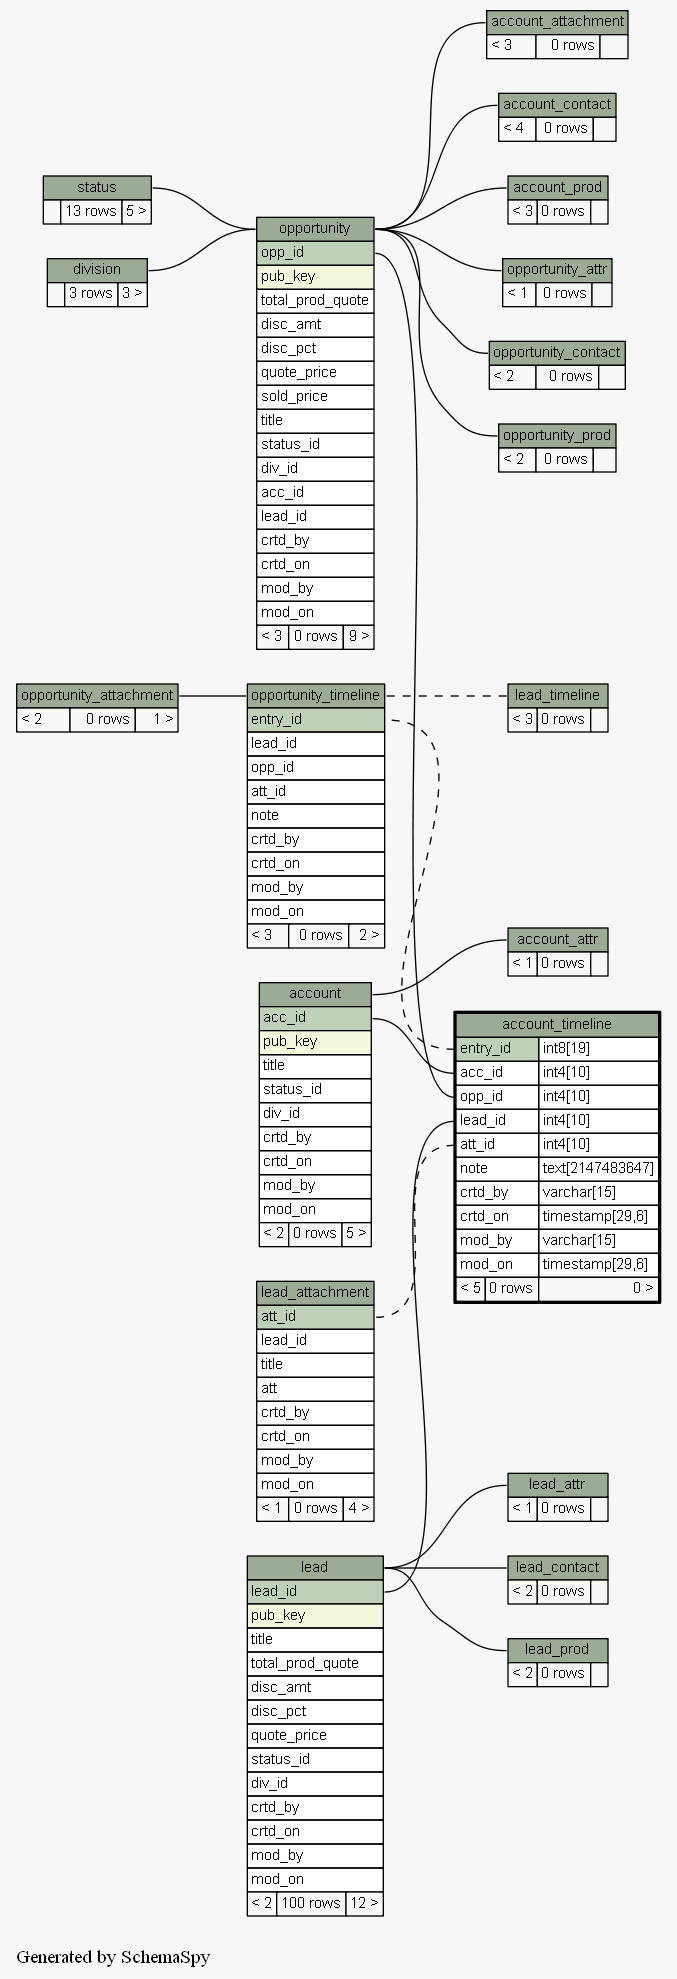 account_attachment
< 3 0 rows
account_contact
< 4 0 rows
account_prod
< 3 0 rows
opportunity_attr
< 1 0 rows
opportunity_contact
< 2 0 rows
opportunity_prod
< 2 0 rows
status
13 rows 5 >
division
3 rows 3 >
opportunity
opp_id
pub_key
total_prod_quote
disc_amt
disc_pct
quote_price
sold_price
title
status_id
div_id
acc_id
lead_id
crtd_by
crtd_on
mod_by
mod_on
< 3 0 rows 9 >
opportunity_attachment
< 2 0 rows 1 >
opportunity_timeline
entry_id
lead_id
opp_id
att_id
note
crtd_by
crtd_on
mod_by
mod_on
< 3 0 rows 2 >
lead_timeline
< 3 0 rows
account_attr
< 1 0 rows
account
acc_id
pub_key
title
status_id
div_id
crtd_by
crtd_on
mod_by
mod_on
< 2 0 rows 5 >
account_timeline
entry_id int8[19]
acc_id int4[10]
opp_id int4[10]
lead_id int4[10]
att_id int4[10]
note text[2147483647]
crtd_by varchar[15]
crtd_on timestamp[29,6]
mod_by varchar[15]
mod_on timestamp[29,6]
< 5 0 rows 0 >
lead_attachment
att_id
lead_id
title
att
crtd_by
crtd_on
mod_by
mod_on
< 1 0 rows 4 >
lead_attr
< 1 0 rows
lead_contact
< 2 0 rows
lead_prod
< 2 0 rows
lead
lead_id
pub_key
title
total_prod_quote
disc_amt
disc_pct
quote_price
status_id
div_id
crtd_by
crtd_on
mod_by
mod_on
< 2 100 rows 12 >
Generated by SchemaSpy